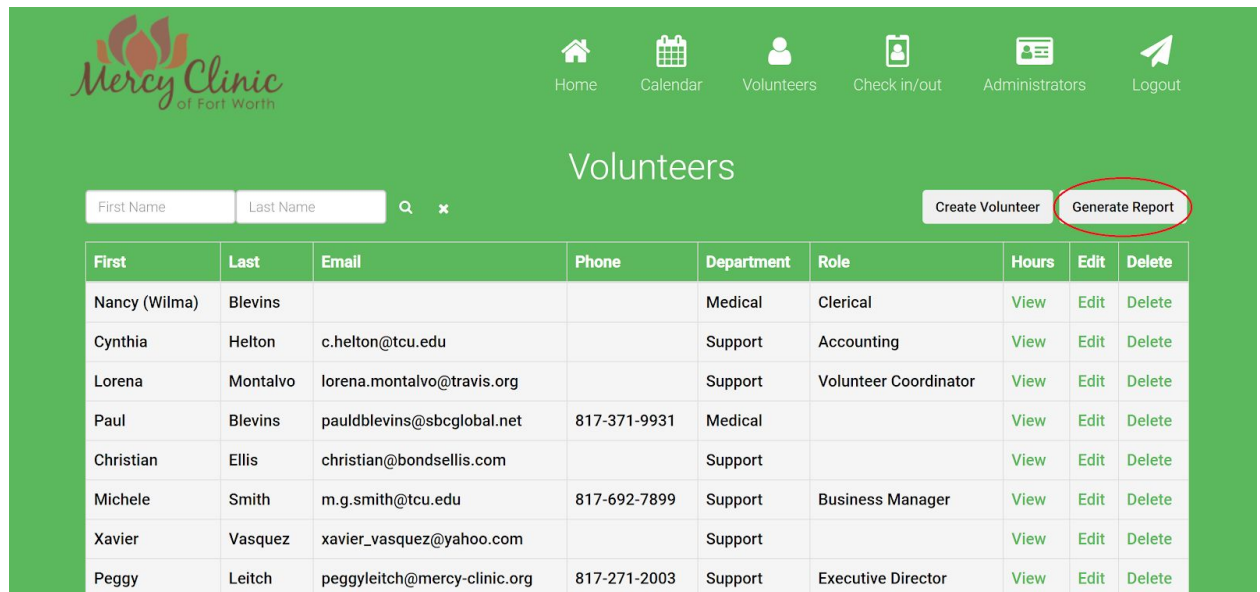 Mercy Clinic
of Fort Worth
Home Calendar Volunteers Check in/out Administrators Logout
Volunteers
First Name Last Name Create Volunteer Generate Report
First Last Email Phone Department Role Hours Edit Delete
Nancy (Wilma) Blevins Medical Clerical View Edit Delete
Cynthia Helton c.helton@tcu.edu Support Accounting View Edit Delete
Lorena Montalvo lorena.montalvo@travis.org Support Volunteer Coordinator View Edit Delete
Paul Blevins pauldblevins@sbcglobal.net 817-371-9931 Medical View Edit Delete
Christian Ellis christian@bondsellis.com Support View Edit Delete
Michele Smith m.g.smith@tcu.edu 817-692-7899 Support Business Manager View Edit Delete
Xavier Vasquez xavier_vasquez@yahoo.com Support View Edit Delete
Peggy Leitch peggyleitch@mercy-clinic.org 817-271-2003 Support Executive Director View Edit Delete